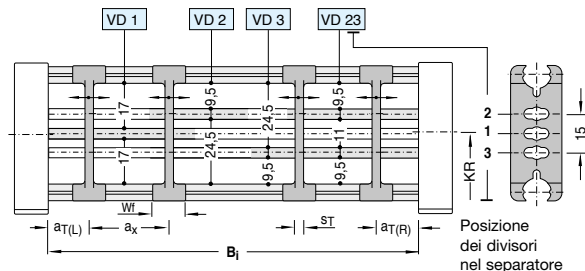 VD 1 VD 2 VD 3 VD 23
17 9,5 24,5 9,5
17 24,5 9,5 11 9,5
KR
2
1
3
15
Wf
sT
aT(L) ax aT(R)
Bi
Posizione
dei divisori
nel separatore